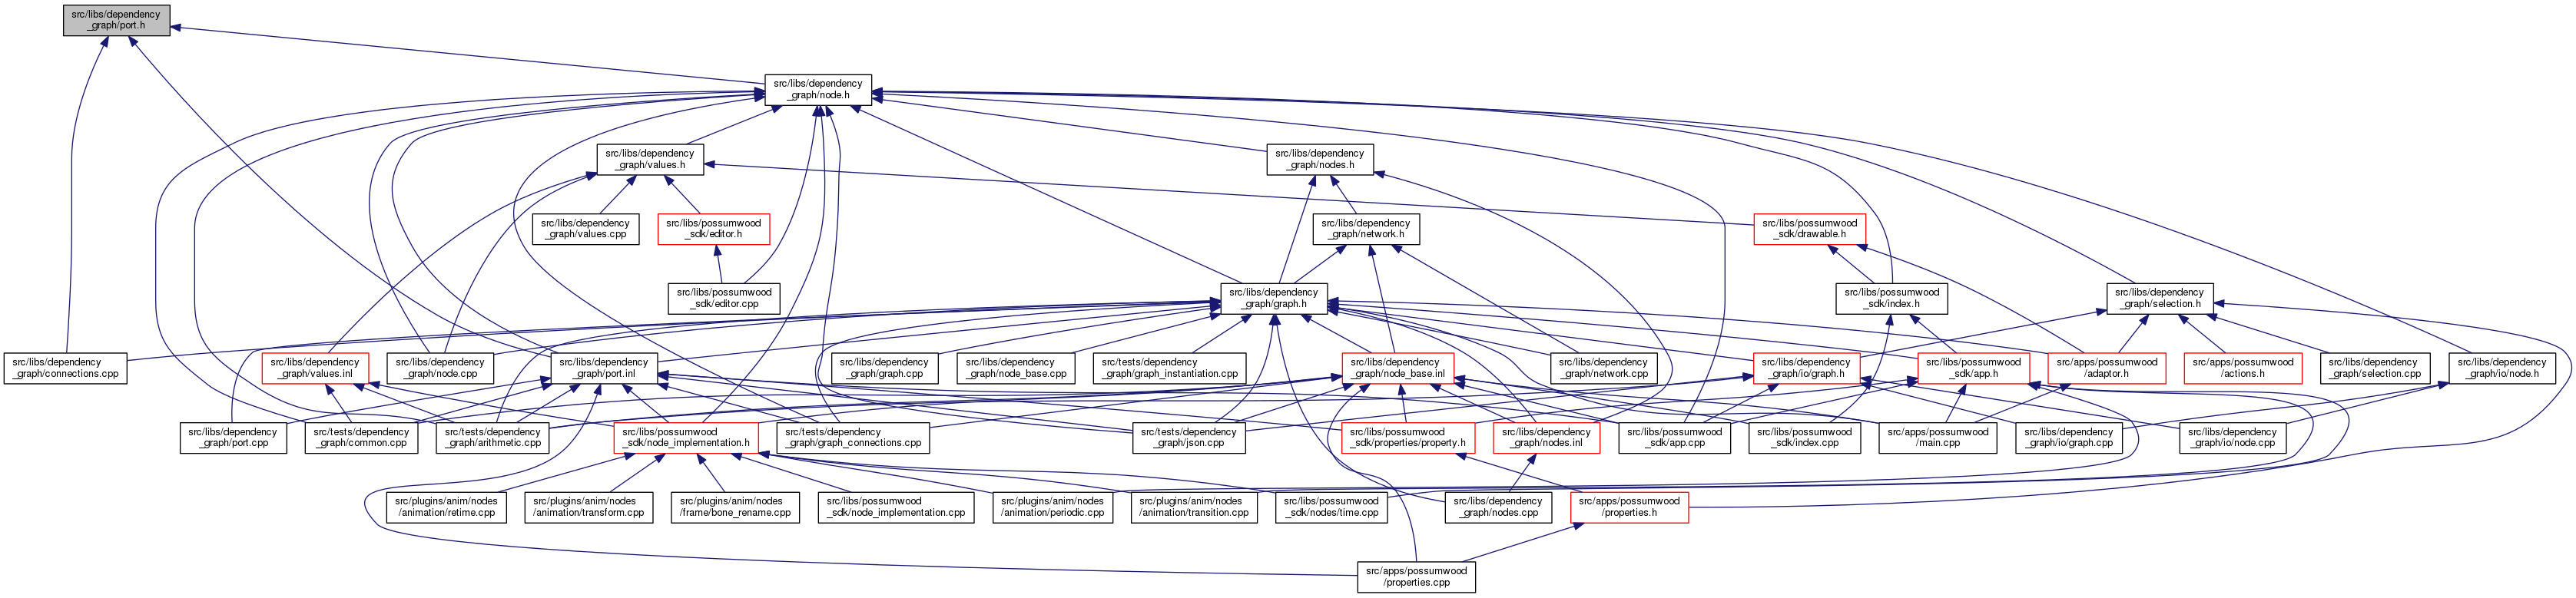 src/libs/dependency
_graph/port.h
src/libs/dependency
_graph/node.h
src/libs/dependency
_graph/values.h
src/libs/dependency
_graph/nodes.h
src/libs/dependency
_graph/values.cpp
src/libs/possumwood
_sdk/editor.h
src/libs/dependency
_graph/network.h
src/libs/possumwood
_sdk/drawable.h
src/libs/possumwood
_sdk/editor.cpp
src/libs/dependency
_graph/graph.h
src/libs/possumwood
_sdk/index.h
src/libs/dependency
_graph/selection.h
src/libs/dependency
_graph/connections.cpp
src/libs/dependency
_graph/values.inl
src/libs/dependency
_graph/node.cpp
src/libs/dependency
_graph/port.inl
src/libs/dependency
_graph/graph.cpp
src/libs/dependency
_graph/node_base.cpp
src/tests/dependency
_graph/graph_instantiation.cpp
src/libs/dependency
_graph/node_base.inl
src/libs/dependency
_graph/network.cpp
src/libs/dependency
_graph/io/graph.h
src/libs/possumwood
_sdk/app.h
src/apps/possumwood
/adaptor.h
src/apps/possumwood
/actions.h
src/libs/dependency
_graph/selection.cpp
src/libs/dependency
_graph/io/node.h
src/libs/dependency
_graph/port.cpp
src/tests/dependency
_graph/common.cpp
src/tests/dependency
_graph/arithmetic.cpp
src/libs/possumwood
_sdk/node_implementation.h
src/tests/dependency
_graph/graph_connections.cpp
src/tests/dependency
_graph/json.cpp
src/libs/possumwood
_sdk/properties/property.h
src/libs/dependency
_graph/nodes.inl
src/libs/possumwood
_sdk/app.cpp
src/libs/possumwood
_sdk/index.cpp
src/apps/possumwood
/main.cpp
src/libs/dependency
_graph/io/graph.cpp
src/libs/dependency
_graph/io/node.cpp
src/plugins/anim/nodes
/animation/retime.cpp
src/plugins/anim/nodes
/animation/transform.cpp
src/plugins/anim/nodes
/frame/bone_rename.cpp
src/libs/possumwood
_sdk/node_implementation.cpp
src/plugins/anim/nodes
/animation/periodic.cpp
src/plugins/anim/nodes
/animation/transition.cpp
src/libs/possumwood
_sdk/nodes/time.cpp
src/libs/dependency
_graph/nodes.cpp
src/apps/possumwood
/properties.h
src/apps/possumwood
/properties.cpp